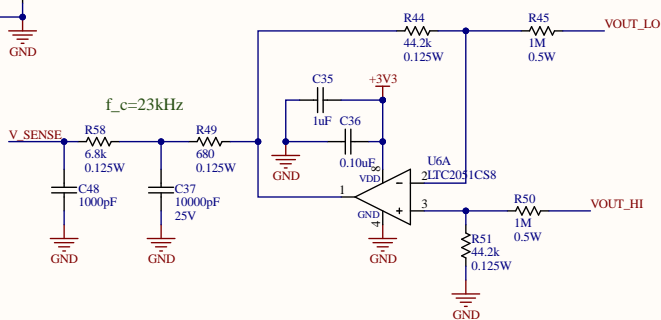 GND
R44
44.2k
0.125W
R45
1M
0.5W
VOUT_LO
C35
1uF
+3V3
f_c=23kHz
C36
0.10uF
V_SENSE
R58
6.8k
0.125W
R49
680
0.125W
GND
8
VDD
U6A
LTC2051CS8
2
1
3
GND
4
C48
1000pF
C37
10000pF
25V
R50
1M
0.5W
VOUT_HI
R51
44.2k
0.125W
GND
GND
GND
GND